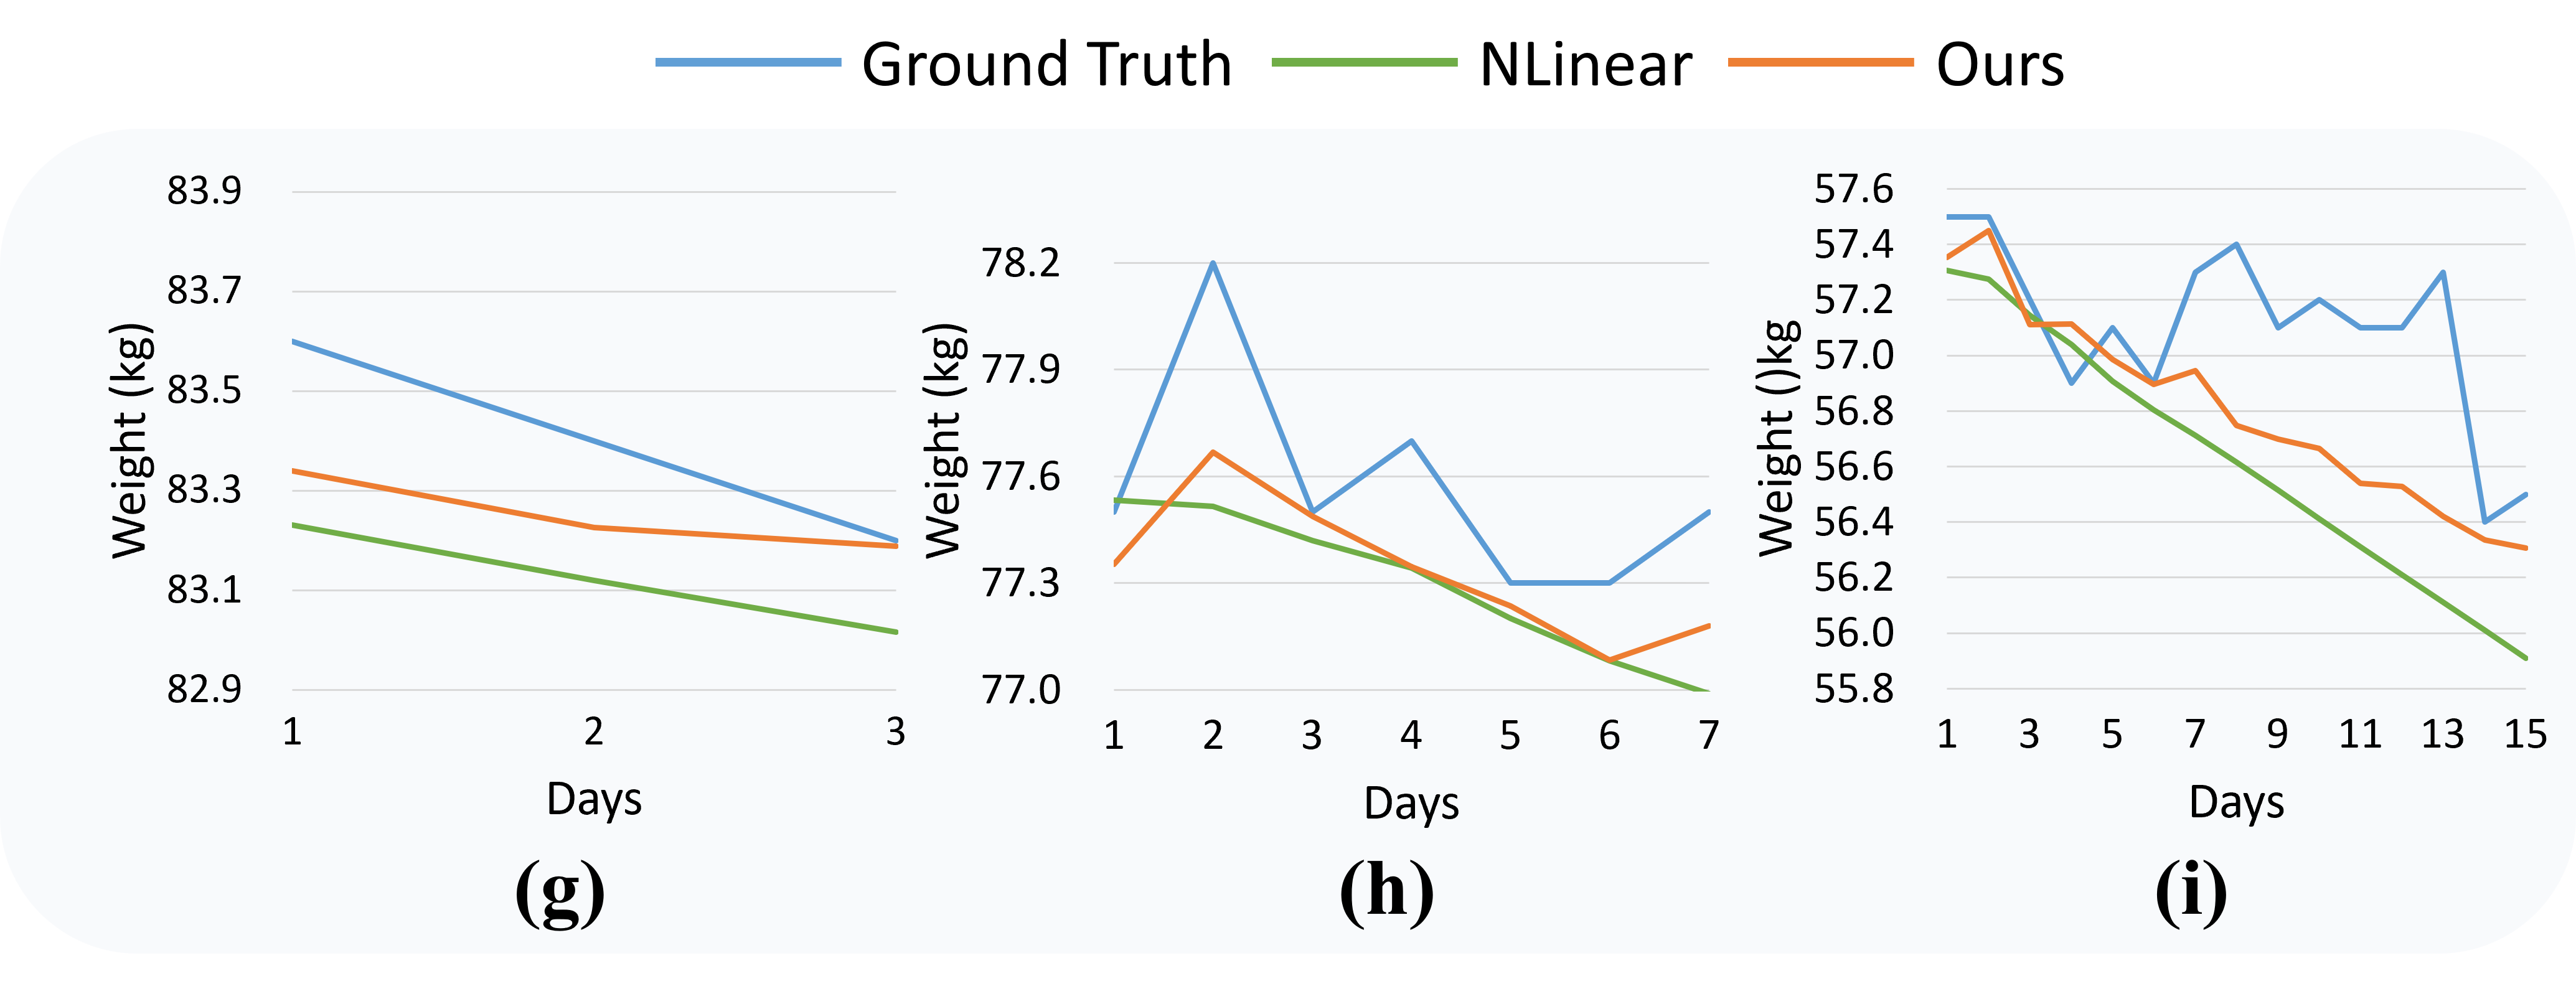 Ground Truth NLinear Ours
83.9
83.7
83.5
83.3
83.1
82.9
Weight (kg)
1 2 3
Days
(g)
78.2
77.9
77.6
77.3
77.0
Weight (kg)
1 2 3 4 5 6 7
Days
(h)
57.6
57.4
57.2
57.0
56.8
56.6
56.4
56.2
56.0
55.8
Weight ()kg
1 3 5 7 9 11 13 15
Days
(i)